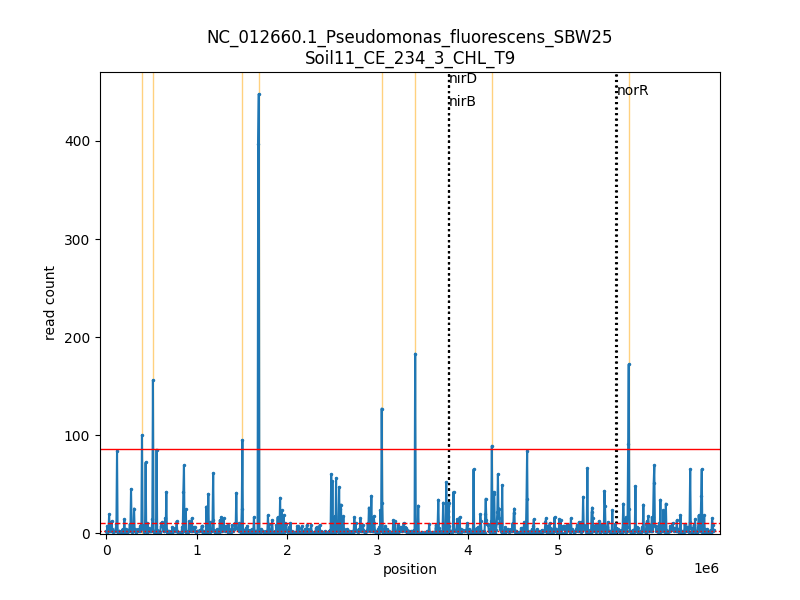 NC_012660.1_Pseudomonas_fluorescens_SBW25
Soil11_CE_234_3_CHL_T9
nirD
norR
nirB
400
300
200
100
0
read count
0 1 2 3 4 5 6
1e6
position